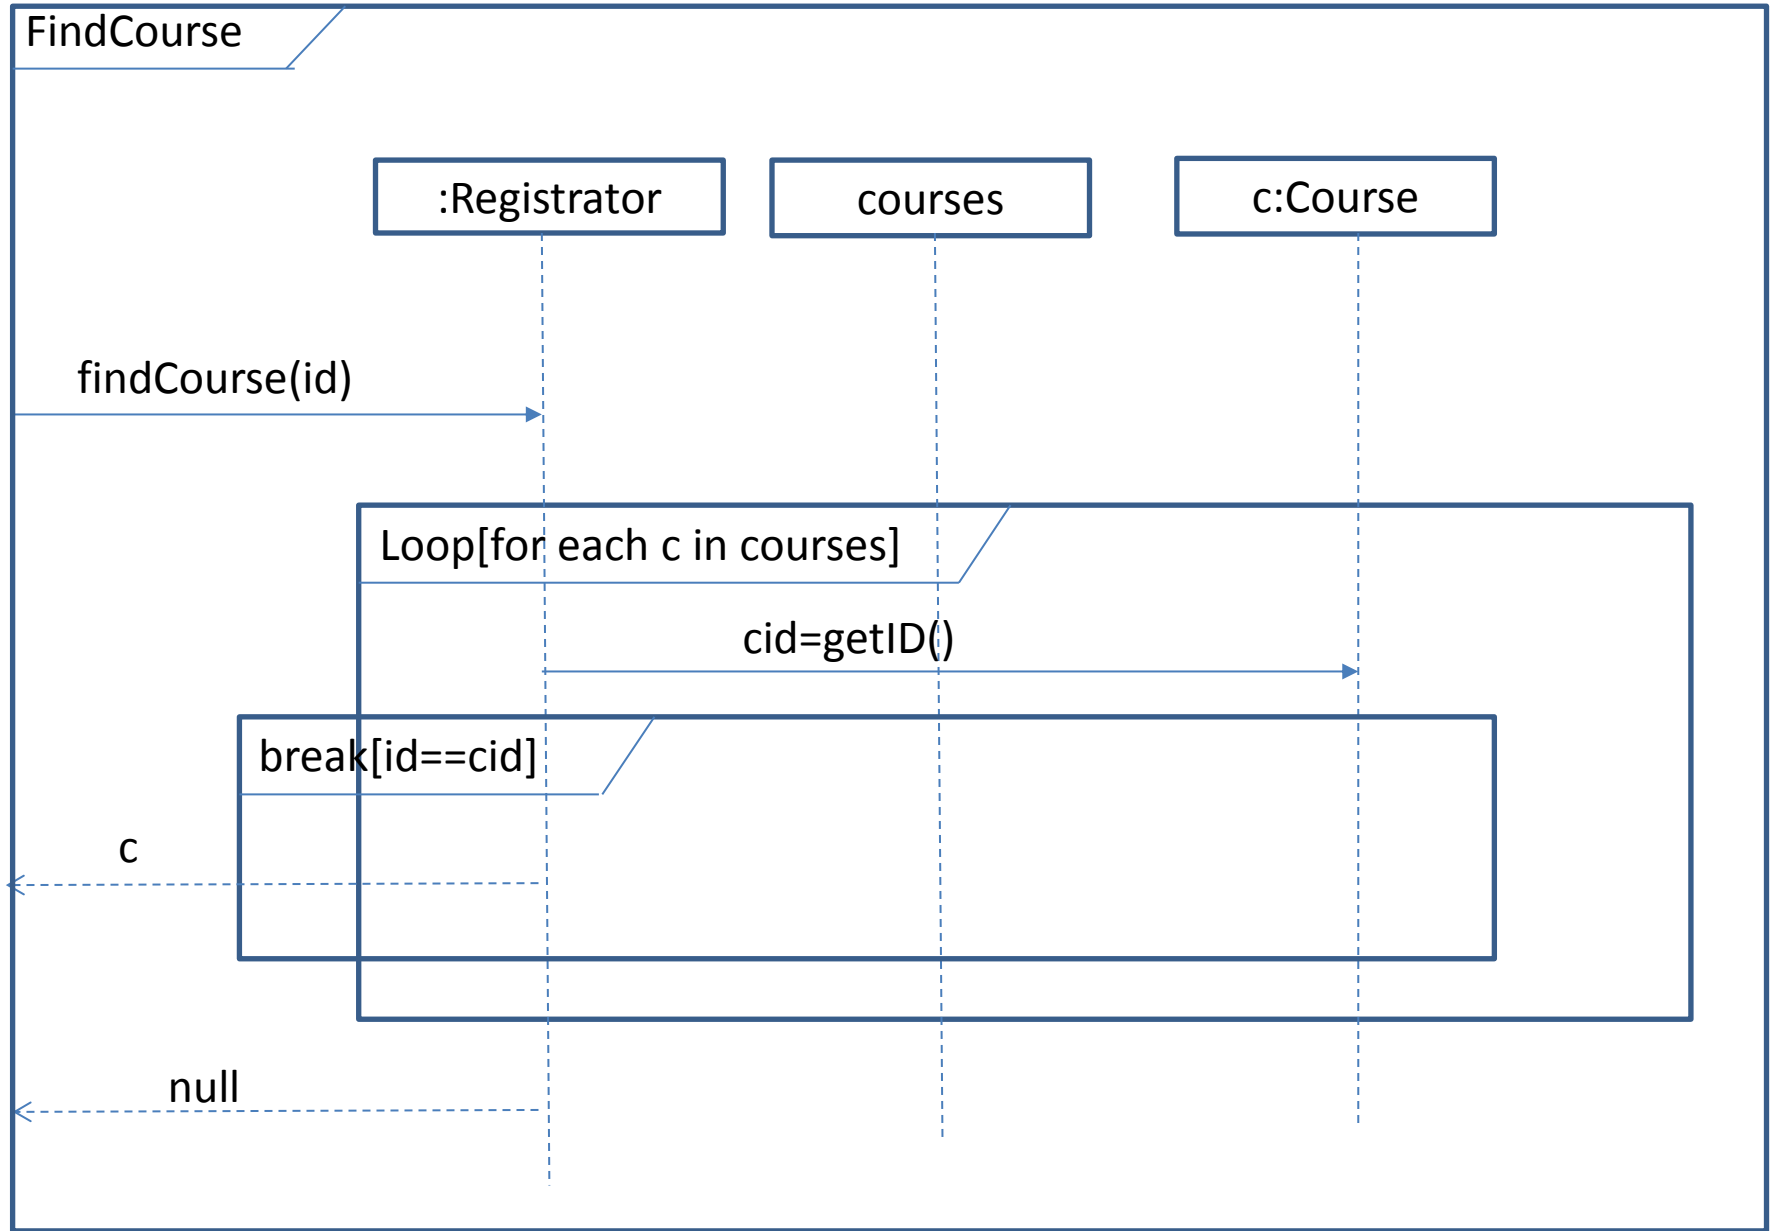 FindCourse
:Registrator
courses
c:Course
findCourse(id)
Loop[for each c in courses]
cid=getID()
break[id==cid]
c
null